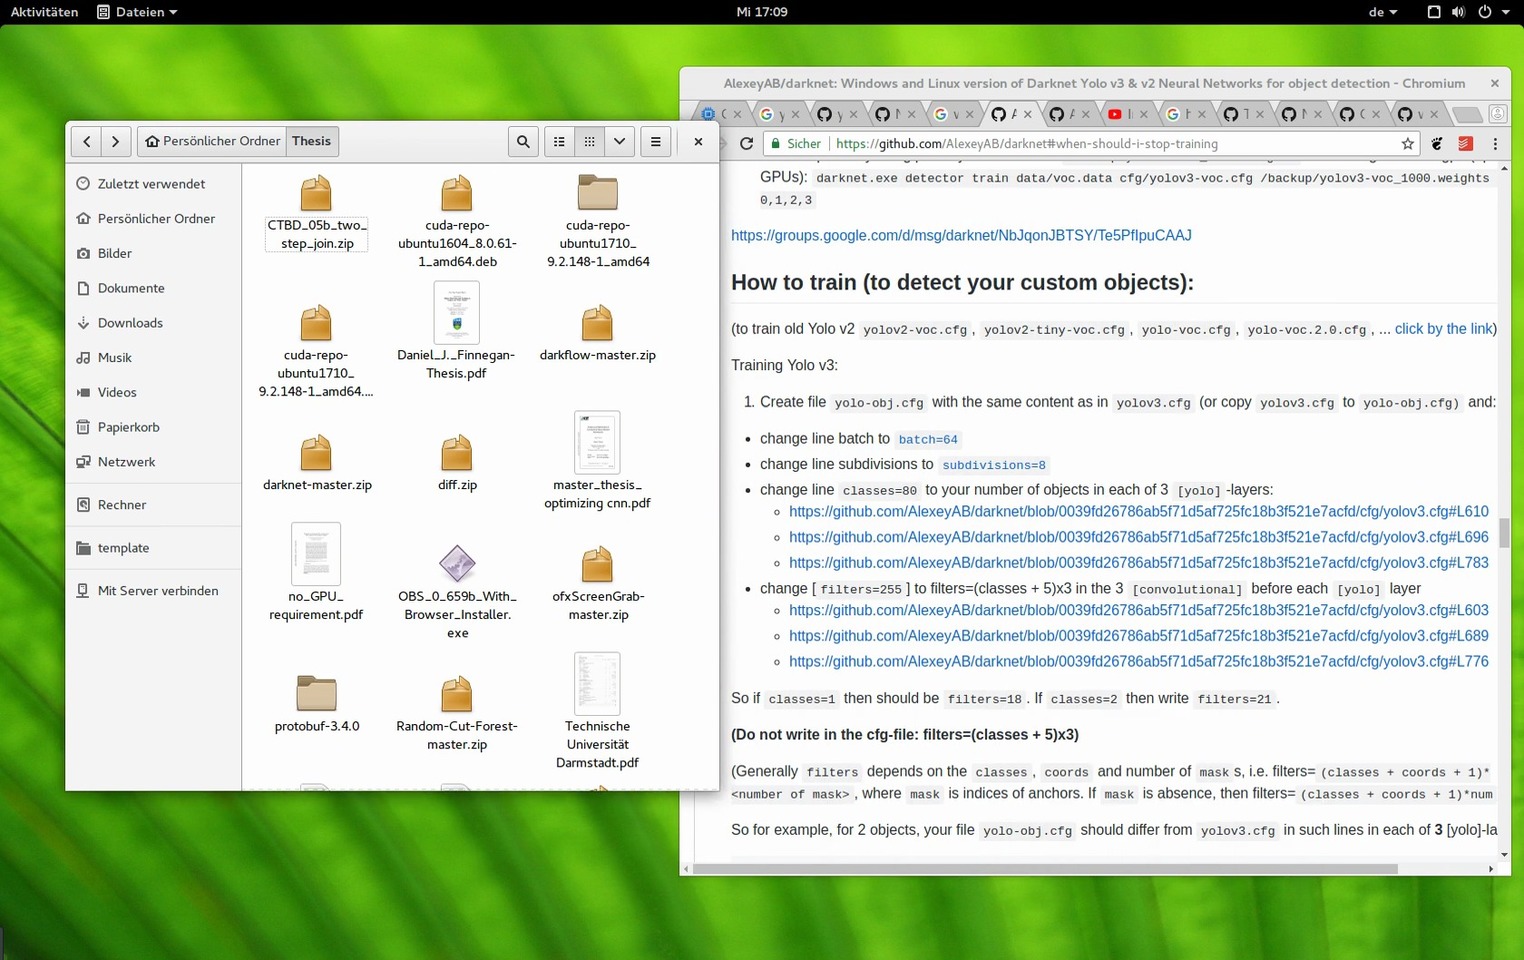 Aktivitäten
Dateien
Mi 17:09
de
AlexeyAB/darknet: Windows and Linux version of Darknet Yolo v3 & v2 Neural Networks for object detection - Chromium
Persönlicher Ordner
Thesis
Zuletzt verwendet
Persönlicher Ordner
Bilder
Dokumente
Downloads
Musik
Videos
Papierkorb
Netzwerk
Rechner
template
Mit Server verbinden
CTBD_05b_two_
step_join.zip
cuda-repo-
ubuntu1604_8.0.61-
1_amd64.deb
cuda-repo-
ubuntu1710_
9.2.148-1_amd64
cuda-repo-
ubuntu1710_
9.2.148-1_amd64.…
Daniel_J._Finnegan-
Thesis.pdf
darkflow-master.zip
darknet-master.zip
diff.zip
master_thesis_
optimizing cnn.pdf
no_GPU_
requirement.pdf
OBS_0_659b_With_
Browser_Installer.
exe
ofxScreenGrab-
master.zip
protobuf-3.4.0
Random-Cut-Forest-
master.zip
Technische
Universität
Darmstadt.pdf
Sicher
https://github.com/AlexeyAB/darknet#when-should-i-stop-training
GPUs): darknet.exe detector train data/voc.data cfg/yolov3-voc.cfg /backup/yolov3-voc_1000.weights
0,1,2,3
https://groups.google.com/d/msg/darknet/NbJqonJBTSY/Te5PfIpuCAAJ
How to train (to detect your custom objects):
(to train old Yolo v2 yolov2-voc.cfg, yolov2-tiny-voc.cfg, yolo-voc.cfg, yolo-voc.2.0.cfg, ... click by the link)
Training Yolo v3:
1. Create file yolo-obj.cfg with the same content as in yolov3.cfg (or copy yolov3.cfg to yolo-obj.cfg) and:
• change line batch to batch=64
• change line subdivisions to subdivisions=8
• change line classes=80 to your number of objects in each of 3 [yolo]-layers:
https://github.com/AlexeyAB/darknet/blob/0039fd26786ab5f71d5af725fc18b3f521e7acfd/cfg/yolov3.cfg#L610
https://github.com/AlexeyAB/darknet/blob/0039fd26786ab5f71d5af725fc18b3f521e7acfd/cfg/yolov3.cfg#L696
https://github.com/AlexeyAB/darknet/blob/0039fd26786ab5f71d5af725fc18b3f521e7acfd/cfg/yolov3.cfg#L783
• change [filters=255] to filters=(classes + 5)x3 in the 3 [convolutional] before each [yolo] layer
https://github.com/AlexeyAB/darknet/blob/0039fd26786ab5f71d5af725fc18b3f521e7acfd/cfg/yolov3.cfg#L603
https://github.com/AlexeyAB/darknet/blob/0039fd26786ab5f71d5af725fc18b3f521e7acfd/cfg/yolov3.cfg#L689
https://github.com/AlexeyAB/darknet/blob/0039fd26786ab5f71d5af725fc18b3f521e7acfd/cfg/yolov3.cfg#L776
So if classes=1 then should be filters=18. If classes=2 then write filters=21.
(Do not write in the cfg-file: filters=(classes + 5)x3)
(Generally filters depends on the classes, coords and number of mask s, i.e. filters= (classes + coords + 1)*
<number of mask>, where mask is indices of anchors. If mask is absence, then filters= (classes + coords + 1)*num
So for example, for 2 objects, your file yolo-obj.cfg should differ from yolov3.cfg in such lines in each of 3 [yolo]-la